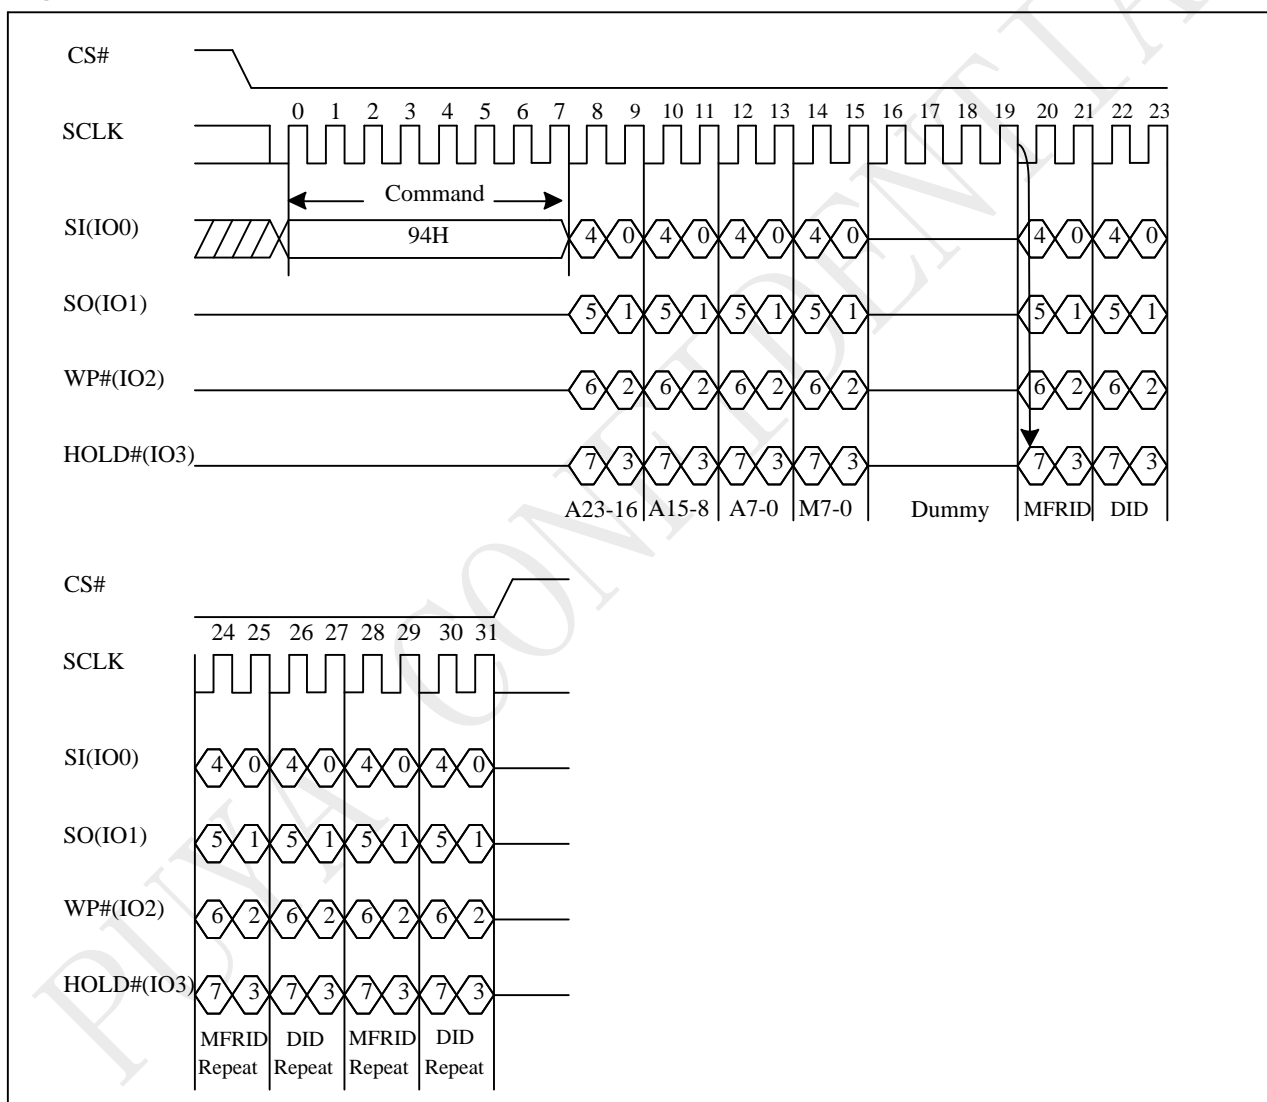 CS#
0 1 2 3 4 5 6 7 8 9 10 11 12 13 14 15 16 17 18 19 20 21 22 23
SCLK
Command
SI(IO0)
94H 4 0 4 0 4 0 4 0 4 0 4 0
SO(IO1)
5 1 5 1 5 1 5 1 5 1 5 1
WP#(IO2)
6 2 6 2 6 2 6 2 6 2 6 2
HOLD#(IO3)
7 3 7 3 7 3 7 3 7 3 7 3
A23-16 A15-8 A7-0 M7-0 Dummy MFRID DID
CS#
24 25 26 27 28 29 30 31
SCLK
SI(IO0)
4 0 4 0 4 0 4 0
SO(IO1)
5 1 5 1 5 1 5 1
WP#(IO2)
6 2 6 2 6 2 6 2
HOLD#(IO3)
7 3 7 3 7 3 7 3
MFRID DID MFRID DID
Repeat Repeat Repeat Repeat
PUYA CONFIDENTIA